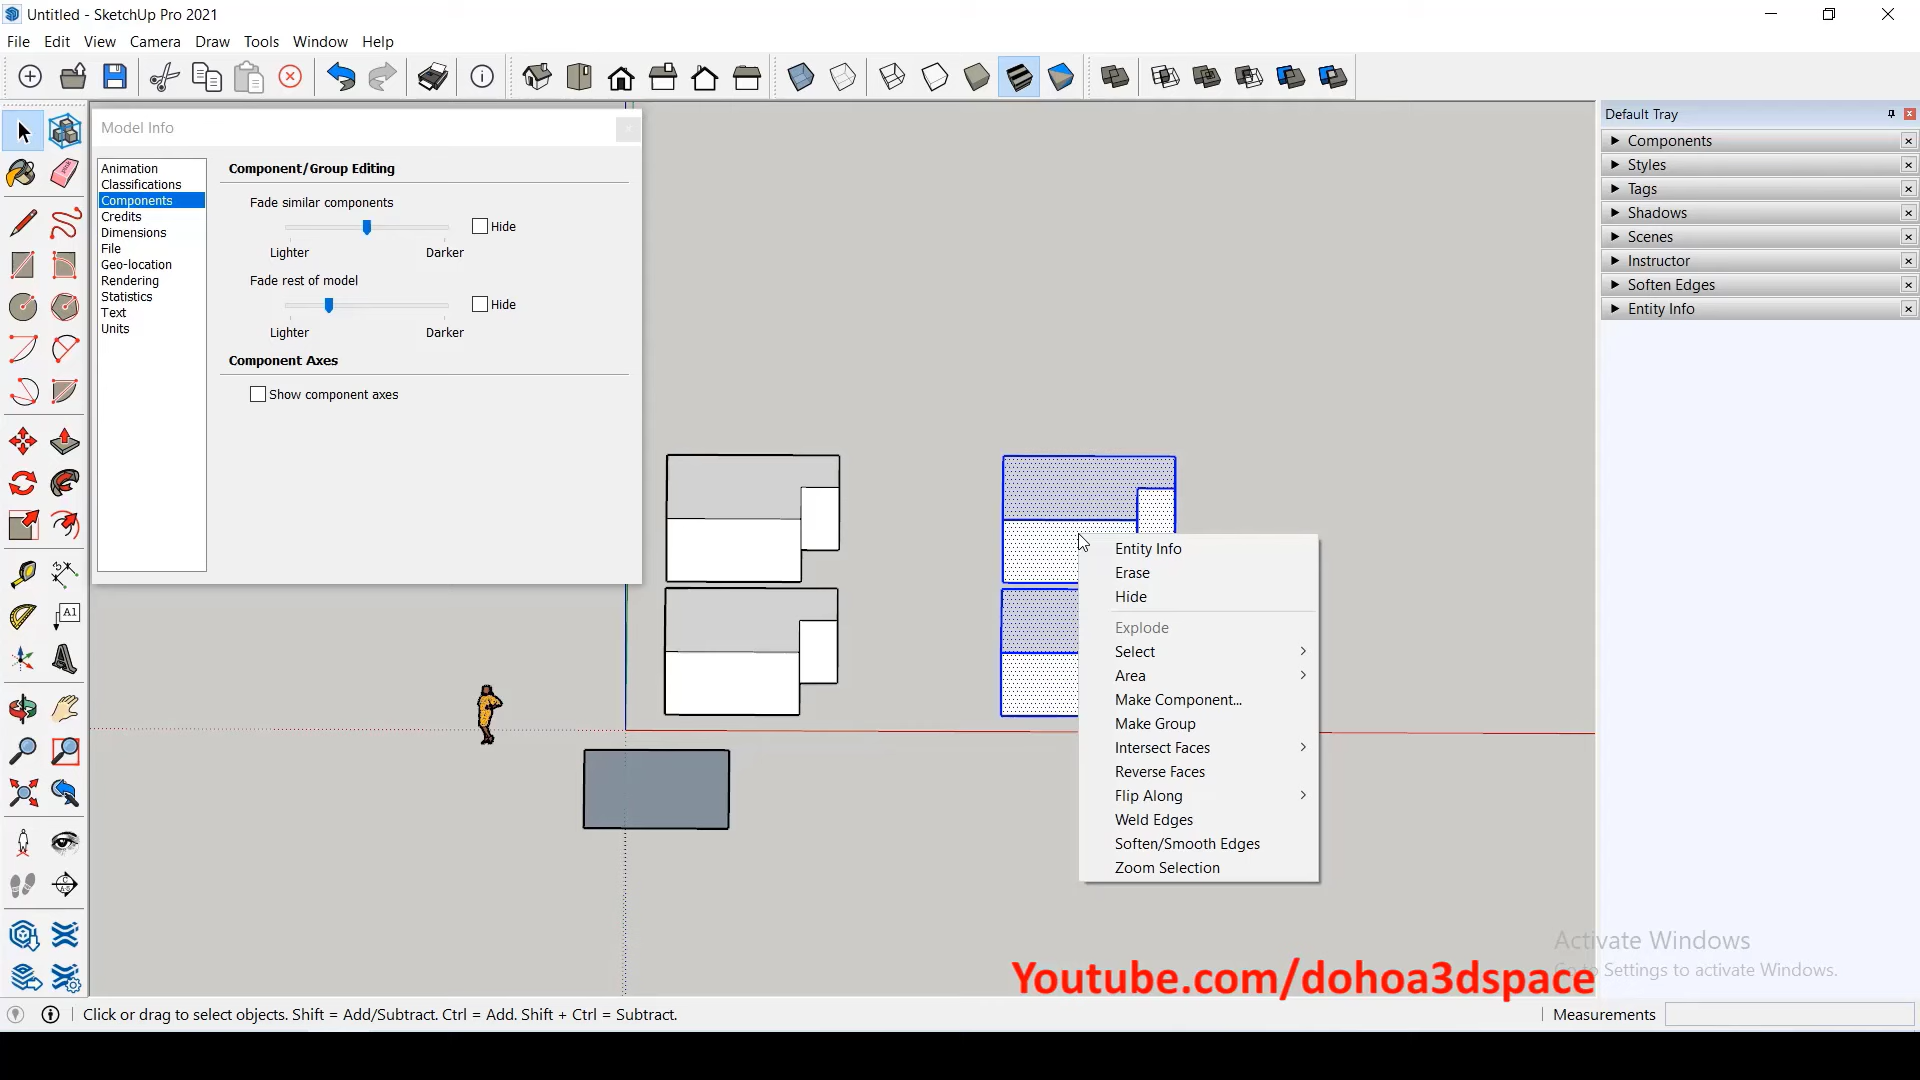 Untitled - SketchUp Pro 2021
File Edit View Camera Draw Tools Window Help
Model Info
Animation
Classifications
Components
Credits
Dimensions
File
Geo-location
Rendering
Statistics
Text
Units
Component/Group Editing
Fade similar components
Hide
Lighter Darker
Fade rest of model
Hide
Lighter Darker
Component Axes
Show component axes
A1
Entity Info
Erase
Hide
Explode
Select
Area
Make Component...
Make Group
Intersect Faces
Reverse Faces
Flip Along
Weld Edges
Soften/Smooth Edges
Zoom Selection
Default Tray
Components
Styles
Tags
Shadows
Scenes
Instructor
Soften Edges
Entity Info
Activate Windows
Go to Settings to activate Windows.
Youtube.com/dohoa3dspace
Click or drag to select objects. Shift = Add/Subtract. Ctrl = Add. Shift + Ctrl = Subtract.
Measurements